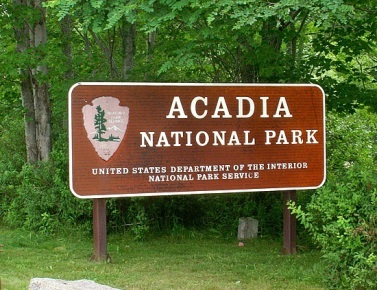 ACADIA
NATIONAL PARK
UNITED STATES DEPARTMENT OF THE INTERIOR
NATIONAL PARK SERVICE